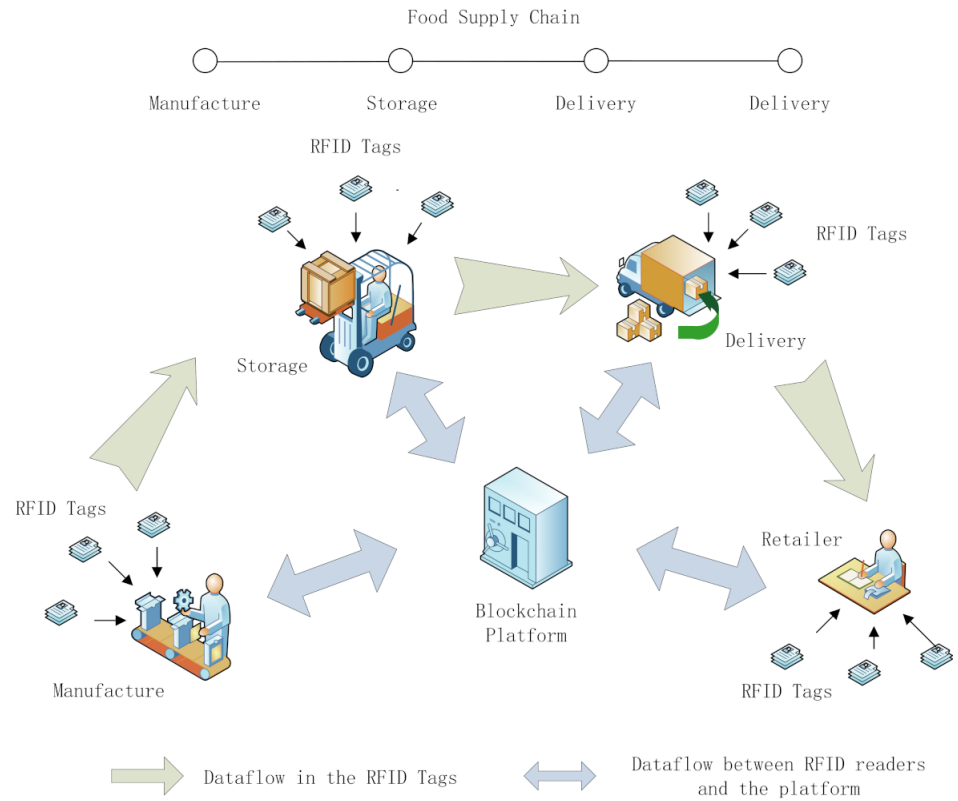 Food Supply Chain
Manufacture
Storage
Delivery
Delivery
RFID Tags
RFID Tags
Delivery
Storage
RFID Tags
Retailer
Blockchain
Platform
Manufacture
RFID Tags
Dataflow in the RFID Tags
Dataflow between RFID readers
and the platform